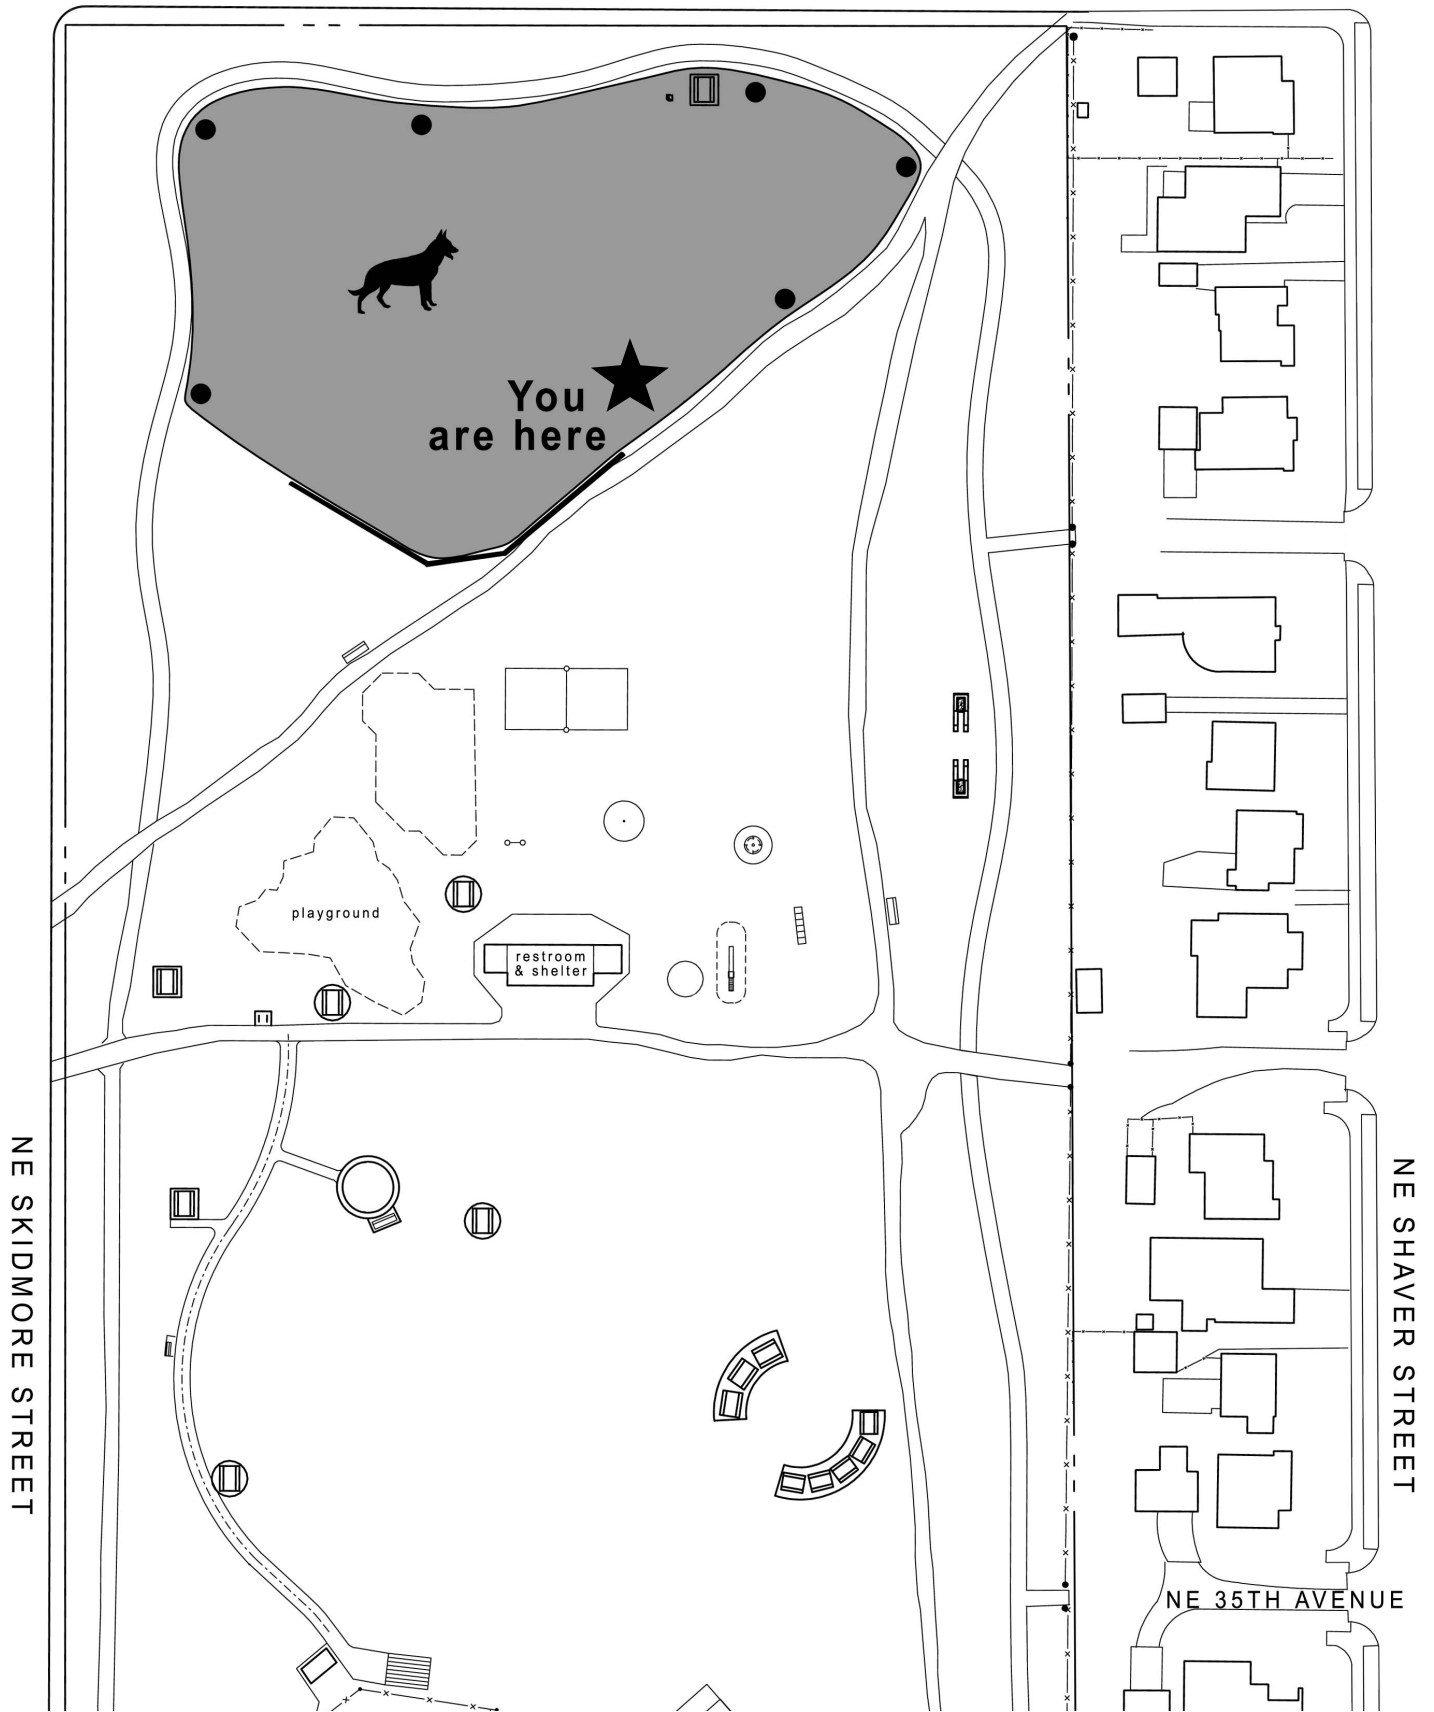 You
are here
playground
restroom
& shelter
NE SKIDMORE STREET
NE SHAVER STREET
NE 35TH AVENUE